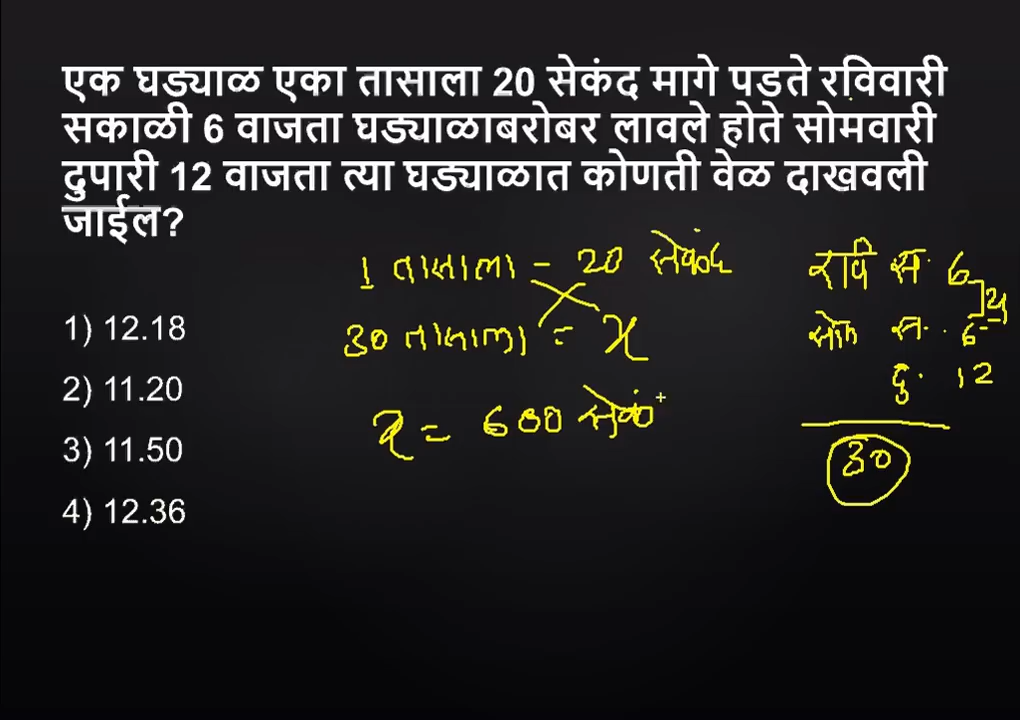 एक घड्याळ एका तासाला 20 सेकंद मागे पडते रविवारी
सकाळी 6 वाजता घड्याळाबरोबर लावले होते सोमवारी
दुपारी 12 वाजता त्या घड्याळात कोणती वेळ दाखवली
जाईल?
1) 12.18
2) 11.20
3) 11.50
4) 12.36
1 तासाला - 20 सेकंद
30 तासाला = x
x = 600 सेकं
रवि स. 6
सोम स. 6
दु. 12
30